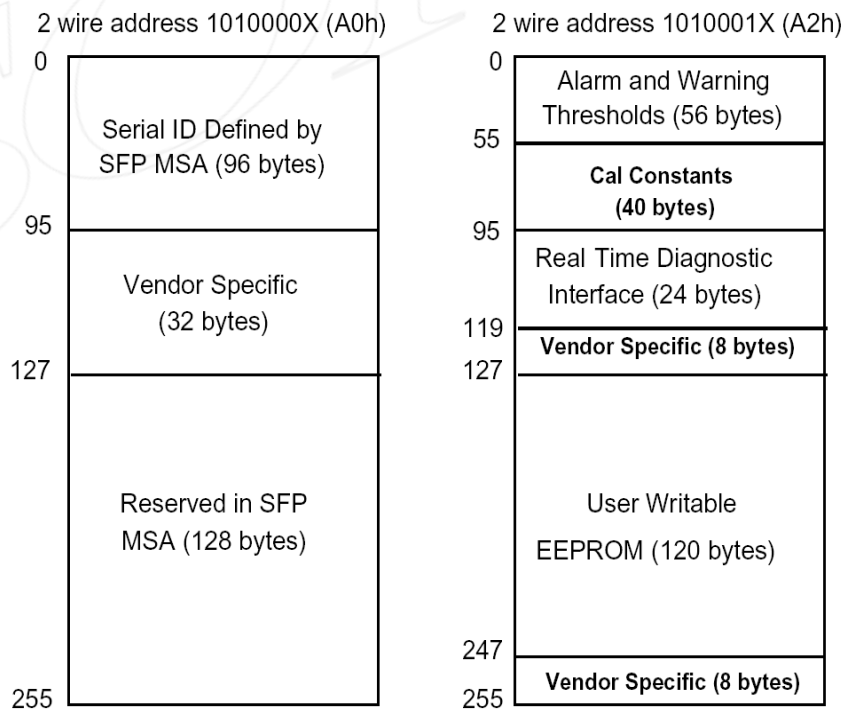 2 wire address 1010000X (A0h)
0
Serial ID Defined by
SFP MSA (96 bytes)
95
Vendor Specific
(32 bytes)
127
Reserved in SFP
MSA (128 bytes)
255
2 wire address 1010001X (A2h)
0
Alarm and Warning
Thresholds (56 bytes)
55
Cal Constants
(40 bytes)
95
Real Time Diagnostic
Interface (24 bytes)
119
Vendor Specific (8 bytes)
127
User Writable
EEPROM (120 bytes)
247
Vendor Specific (8 bytes)
255